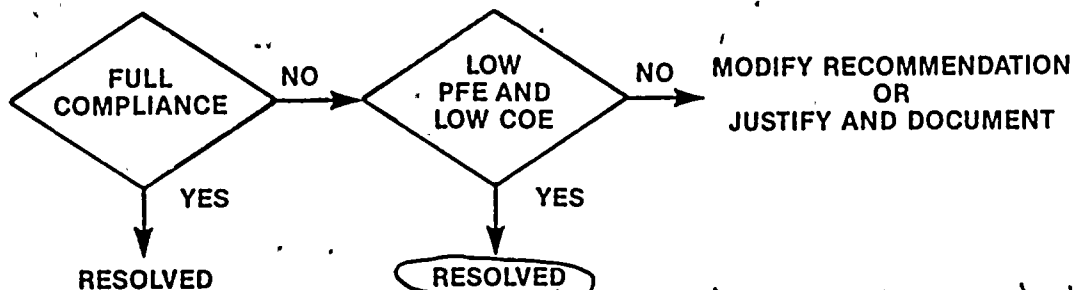 FULL
COMPLIANCE
NO
LOW
PFE AND
LOW COE
NO
MODIFY RECOMMENDATION
OR
JUSTIFY AND DOCUMENT
YES
YES
RESOLVED
RESOLVED